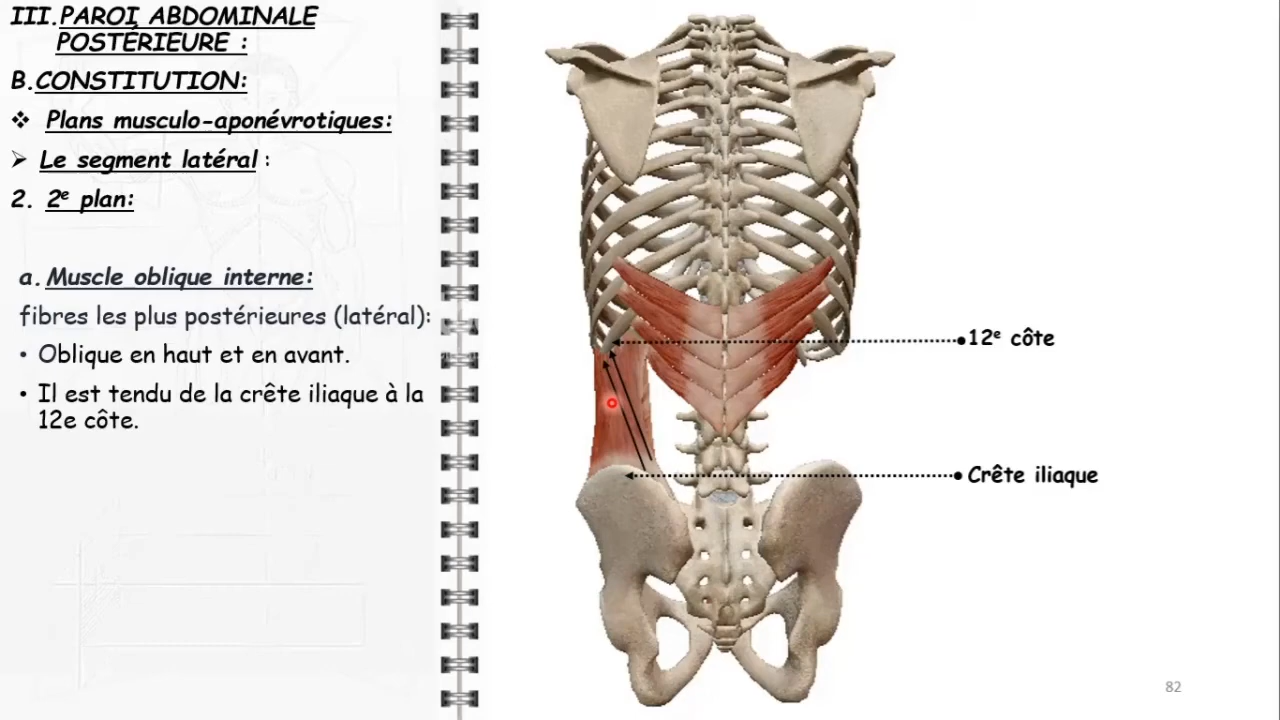 III.PAROI ABDOMINALE
POSTÉRIEURE :
B.CONSTITUTION:
❖ Plans musculo-aponévrotiques:
➢ Le segment latéral :
2. 2e plan:
a. Muscle oblique interne:
fibres les plus postérieures (latéral):
• Oblique en haut et en avant.
• Il est tendu de la crête iliaque à la
12e côte.
12e côte
Crête iliaque
82